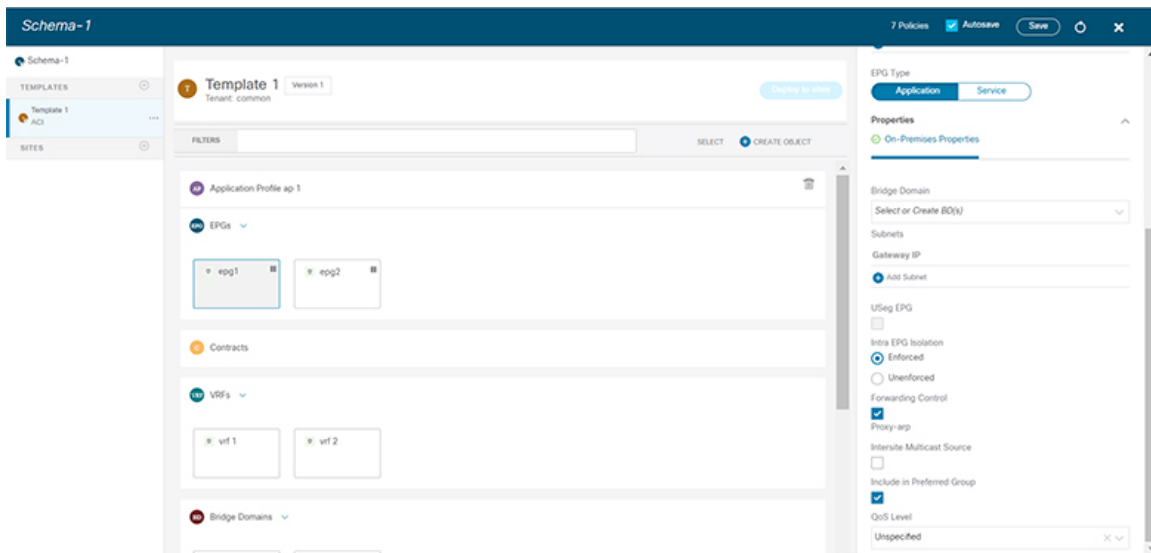 Schema-1
7 Policies
Autosave
Save
Schema-1
TEMPLATES
Template 1
ACI
SITES
T
Template 1
Version 1
Tenant: common
Deploy to sites
FILTERS
SELECT
CREATE OBJECT
AP
Application Profile ap 1
EPG
EPGs
epg1
epg2
C
Contracts
VRF
VRFs
vrf 1
vrf 2
BD
Bridge Domains
EPG Type
Application
Service
Properties
On-Premises Properties
Bridge Domain
Select or Create BD(s)
Subnets
Gateway IP
Add Subnet
USeg EPG
Intra EPG Isolation
Enforced
Unenforced
Forwarding Control
Proxy-arp
Intersite Multicast Source
Include in Preferred Group
QoS Level
Unspecified